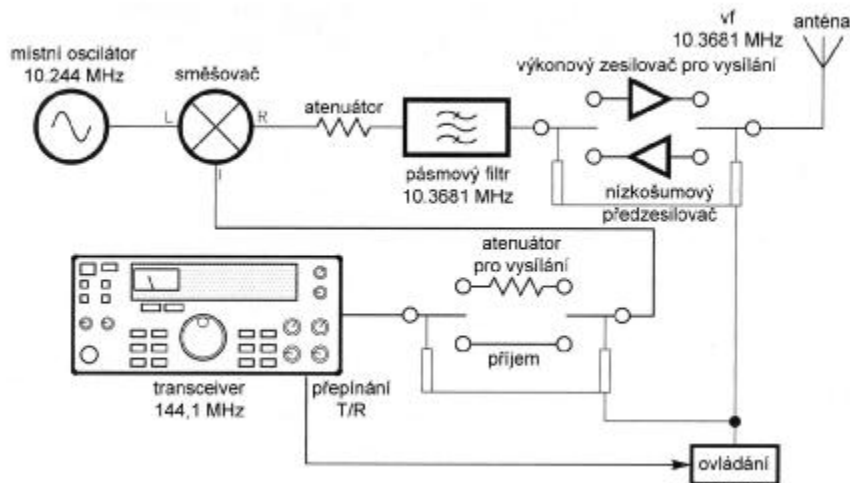 místní oscilátor
10.244 MHz
směšovač
L
R
I
atenuátor
pásmový filtr
10.3681 MHz
vf
10.3681 MHz
výkonový zesilovač pro vysílání
anténa
nízkošumový
předzesilovač
atenuátor
pro vysílání
příjem
transceiver
144,1 MHz
přepínání
T/R
ovládání